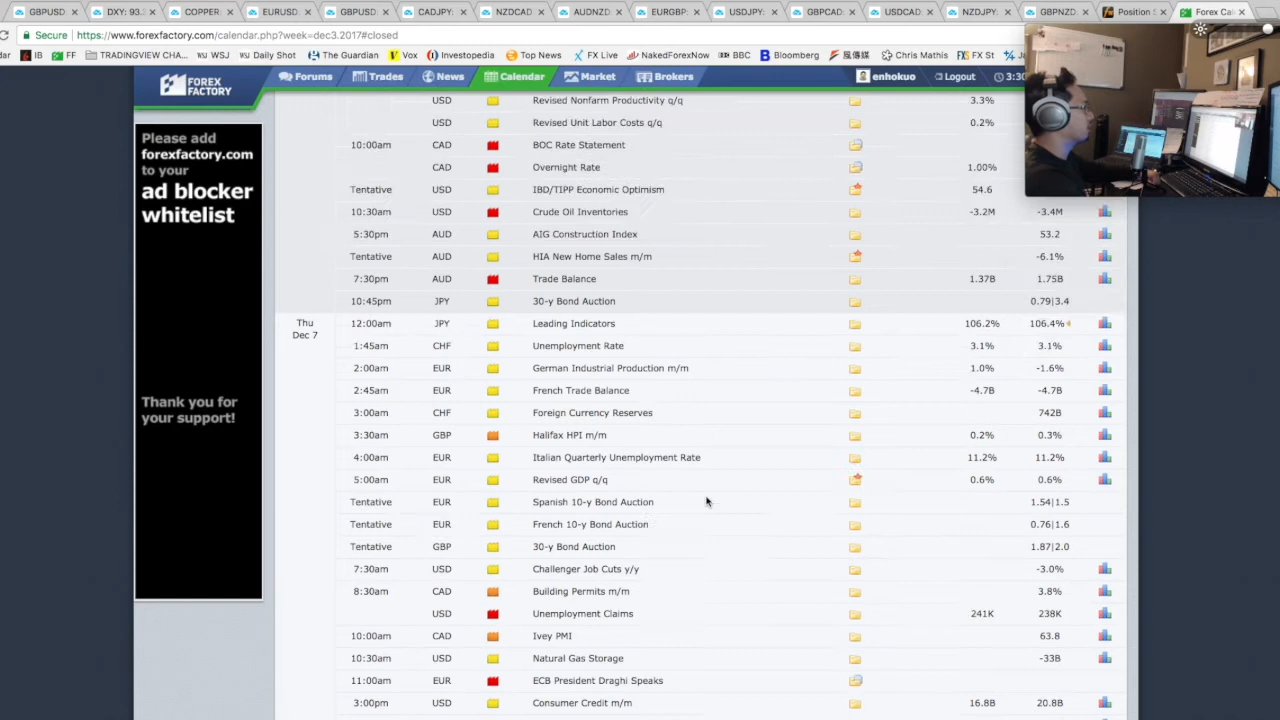 GBPUSD
DXY: 93.
COPPER:
EURUSD
GBPUSD:
CADJPY:
NZDCAD
AUDNZD
EURGBP:
USDJPY:
GBPCAD
USDCAD
NZDJPY:
GBPNZD
Position S
Forex Cal
Secure
https://www.forexfactory.com/calendar.php?week=dec3.2017#closed
dar
IB
FF
TRADINGVIEW CHARTS
WSJ
Daily Shot
The Guardian
Vox
Investopedia
Top News
FX Live
NakedForexNow
BBC
Bloomberg
風傳媒
Chris Mathis
FX St
FOREX FACTORY
Forums
Trades
News
Calendar
Market
Brokers
enhokuo
Logout
3:30
Please add
forexfactory.com
to your
ad blocker
whitelist
Thank you for
your support!
USD Revised Nonfarm Productivity q/q 3.3%
USD Revised Unit Labor Costs q/q 0.2%
10:00am CAD BOC Rate Statement
CAD Overnight Rate 1.00%
Tentative USD IBD/TIPP Economic Optimism 54.6
10:30am USD Crude Oil Inventories -3.2M -3.4M
5:30pm AUD AIG Construction Index 53.2
Tentative AUD HIA New Home Sales m/m -6.1%
7:30pm AUD Trade Balance 1.37B 1.75B
10:45pm JPY 30-y Bond Auction 0.79|3.4
Thu
Dec 7
12:00am JPY Leading Indicators 106.2% 106.4%
1:45am CHF Unemployment Rate 3.1% 3.1%
2:00am EUR German Industrial Production m/m 1.0% -1.6%
2:45am EUR French Trade Balance -4.7B -4.7B
3:00am CHF Foreign Currency Reserves 742B
3:30am GBP Halifax HPI m/m 0.2% 0.3%
4:00am EUR Italian Quarterly Unemployment Rate 11.2% 11.2%
5:00am EUR Revised GDP q/q 0.6% 0.6%
Tentative EUR Spanish 10-y Bond Auction 1.54|1.5
Tentative EUR French 10-y Bond Auction 0.76|1.6
Tentative GBP 30-y Bond Auction 1.87|2.0
7:30am USD Challenger Job Cuts y/y -3.0%
8:30am CAD Building Permits m/m 3.8%
USD Unemployment Claims 241K 238K
10:00am CAD Ivey PMI 63.8
10:30am USD Natural Gas Storage -33B
11:00am EUR ECB President Draghi Speaks
3:00pm USD Consumer Credit m/m 16.8B 20.8B